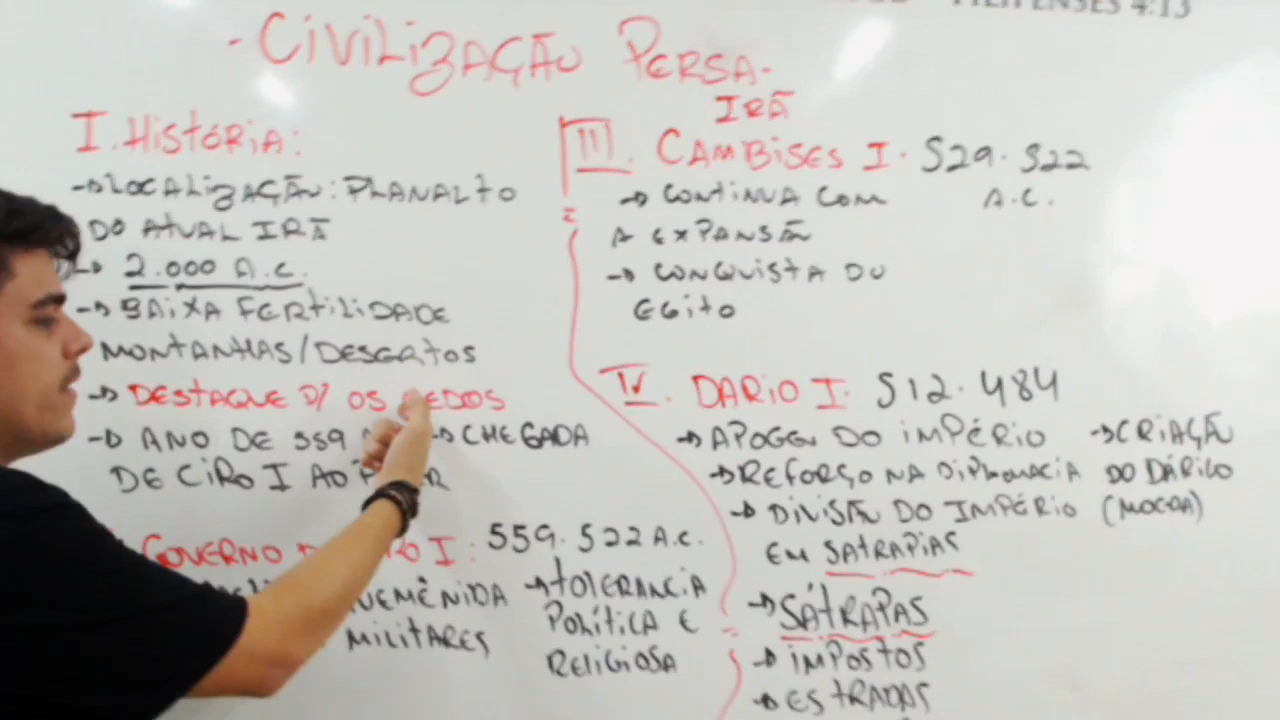 FILIPENSES 4:13
- CIVILIZAÇÃO PERSA -
IRÃ
I. HISTÓRIA:
→ LOCALIZAÇÃO: PLANALTO
DO ATUAL IRÃ
↳ 2.000 A.C.
→ BAIXA FERTILIDADE
MONTANHAS/DESERTOS
→ DESTAQUE P/ OS MEDOS
→ ANO DE 559 → CHEGADA
DE CIRO I AO
GOVERNO I: 559 - 522 A.C.
MILITARES
→ TOLERANCIA
POLÍTICA E
RELIGIOSA
III. CAMBISES I - 529 - 522
A.C.
→ CONTINUA COM
A EXPANSÃO
→ CONQUISTA DO
EGITO
IV. DARIO I - 512 - 484
→ APOGEU DO IMPÉRIO
→ REFORÇO NA DIPLOMACIA
→ DIVISÃO DO IMPÉRIO
EM SATRAPIAS
→ SÁTRAPAS
→ IMPOSTOS
→ ESTRADAS
→ CRIAÇÃO
DO DÁRICO
(MOEDA)